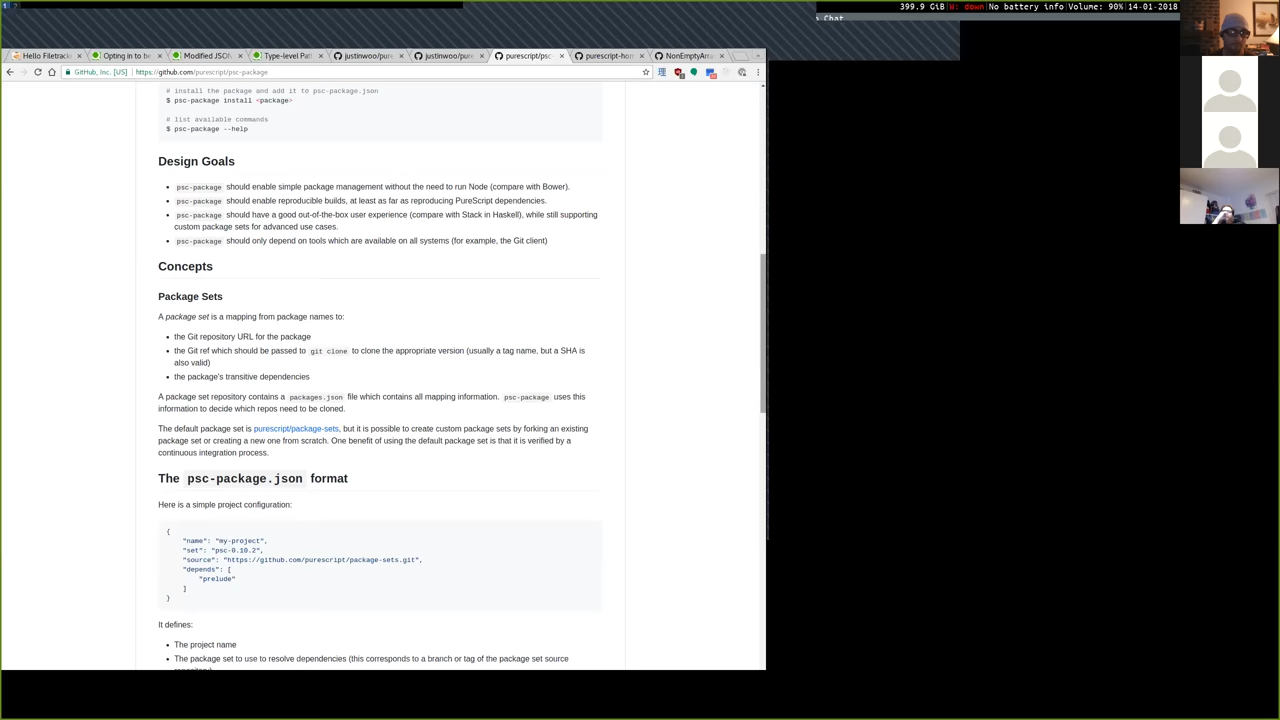 1 2
399.9 GiB|W: down|No battery info|Volume: 90%|14-01-2018
Chat
Hello Filetrack
Opting in to be
Modified JSON
Type-level Pat
justinwoo/pure
justinwoo/pure
purescript/psc
purescript-hom
NonEmptyArra
GitHub, Inc. [US] | https://github.com/purescript/psc-package
# install the package and add it to psc-package.json
$ psc-package install <package>
# list available commands
$ psc-package --help
Design Goals
• psc-package should enable simple package management without the need to run Node (compare with Bower).
• psc-package should enable reproducible builds, at least as far as reproducing PureScript dependencies.
• psc-package should have a good out-of-the-box user experience (compare with Stack in Haskell), while still supporting
custom package sets for advanced use cases.
• psc-package should only depend on tools which are available on all systems (for example, the Git client)
Concepts
Package Sets
A package set is a mapping from package names to:
• the Git repository URL for the package
• the Git ref which should be passed to git clone to clone the appropriate version (usually a tag name, but a SHA is
also valid)
• the package's transitive dependencies
A package set repository contains a packages.json file which contains all mapping information. psc-package uses this
information to decide which repos need to be cloned.
The default package set is purescript/package-sets, but it is possible to create custom package sets by forking an existing
package set or creating a new one from scratch. One benefit of using the default package set is that it is verified by a
continuous integration process.
The psc-package.json format
Here is a simple project configuration:
{
"name": "my-project",
"set": "psc-0.10.2",
"source": "https://github.com/purescript/package-sets.git",
"depends": [
"prelude"
]
}
It defines:
• The project name
• The package set to use to resolve dependencies (this corresponds to a branch or tag of the package set source